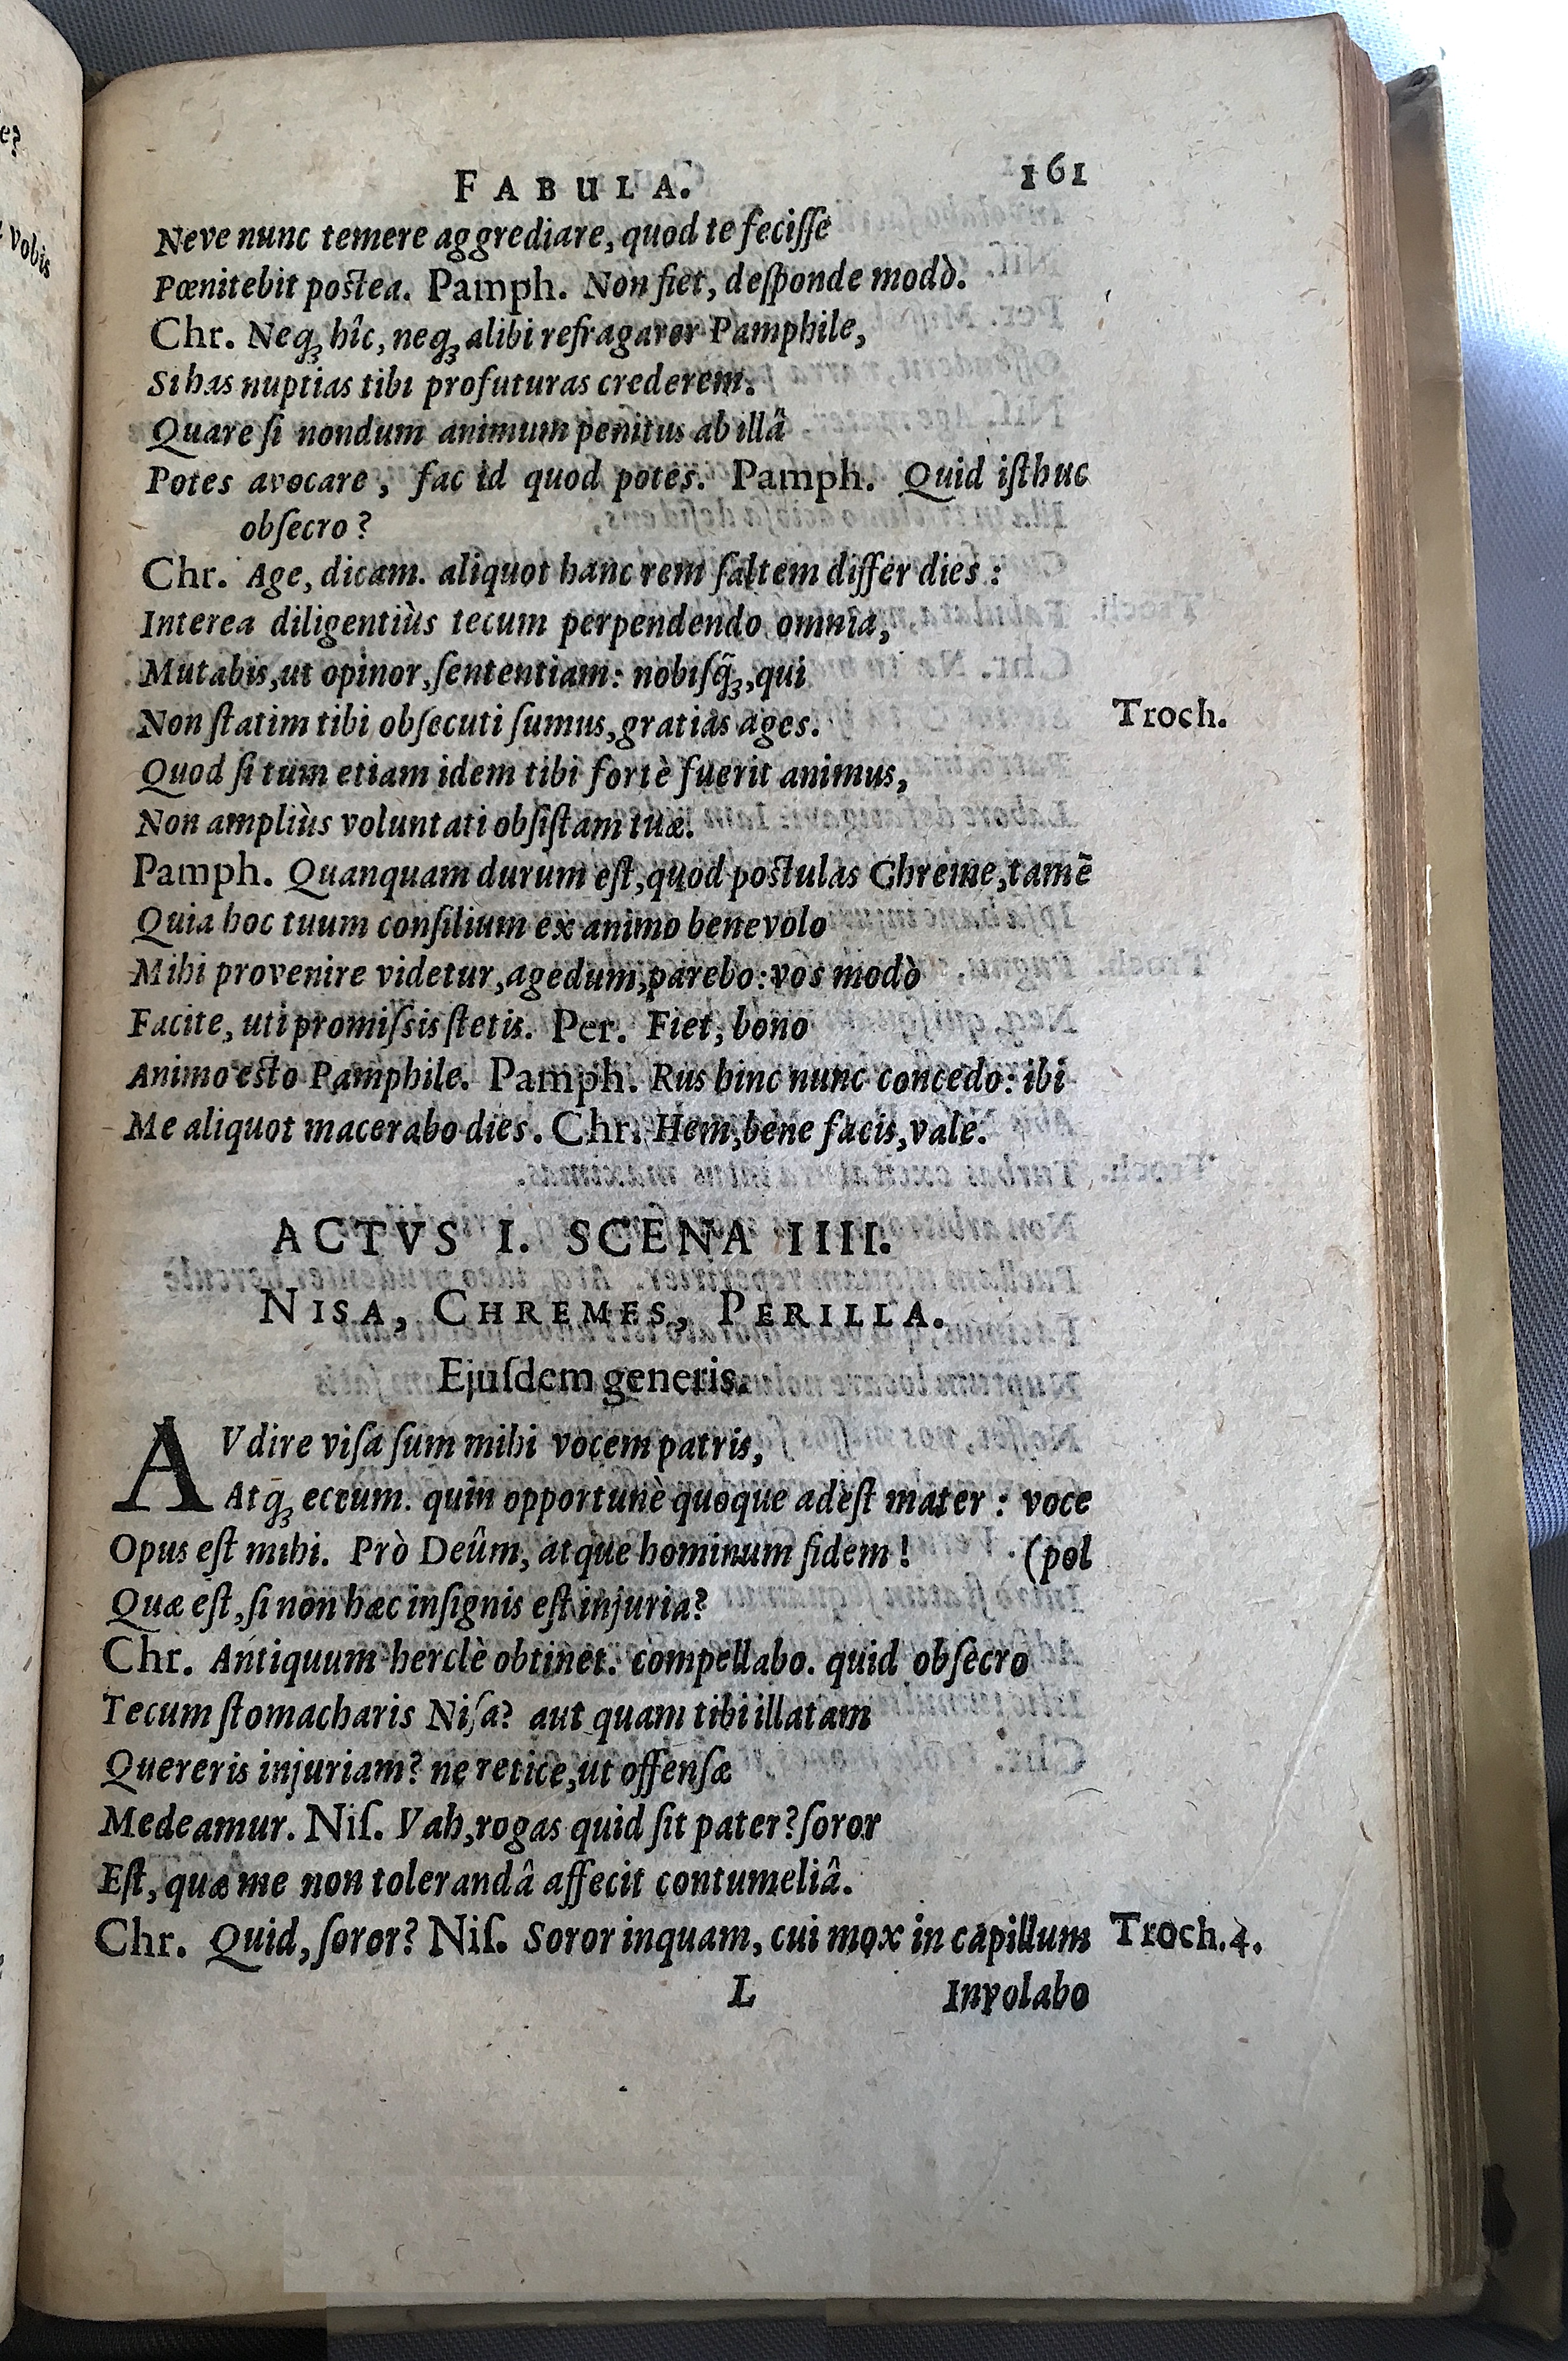 e?
vobis
FABULA. 161
Neve nunc temere aggrediare, quod te feciſſe
Pœnitebit poſtea. Pamph. Non fiet, deſponde modò.
Chr. Neqꝫ hîc, neqꝫ alibi refragarer Pamphile,
Si has nuptias tibi profuturas crederem.
Quare ſi nondum animum penitus ab illâ
Potes avocare, fac id quod potes. Pamph. Quid iſthuc
obſecro?
Chr. Age, dicam. aliquot hanc rem ſaltem differ dies:
Interea diligentiùs tecum perpendendo omnia,
Mutabis, ut opinor, ſententiam: nobiſq̃ꝫ, qui
Non ſtatim tibi obſecuti ſumus, gratias ages. Troch.
Quod ſi tum etiam idem tibi fortè fuerit animus,
Non ampliùs voluntati obſiſtam tuæ.
Pamph. Quanquam durum eſt, quod poſtulas Chreme, tamẽ
Quia hoc tuum conſilium ex animo benevolo
Mihi provenire videtur, agedum, parebo: vos modò
Facite, uti promiſsis ſtetis. Per. Fiet, bono
Animo eſto Pamphile. Pamph. Rus hinc nunc concedo: ibi
Me aliquot macerabo dies. Chr. Hem, bene facis, vale.
ACTVS I. SCENA IIII.
NISA, CHREMES, PERILLA.
Ejuſdem generis.
AVdire viſa ſum mihi vocem patris,
Atq̃ꝫ eccum. quin opportunè quoque adeſt mater: voce
Opus eſt mihi. Prò Deûm, atque hominum fidem! (pol
Quæ eſt, ſi non hæc inſignis eſt injuria?
Chr. Antiquum herclè obtinet. compellabo. quid obſecro
Tecum ſtomacharis Niſa? aut quam tibi illatam
Quereris injuriam? ne retice, ut offenſæ
Medeamur. Niſ. Vah, rogas quid ſit pater? ſoror
Eſt, quæ me non tolerandâ affecit contumeliâ.
Chr. Quid, ſoror? Niſ. Soror inquam, cui mox in capillum Troch. 4.
L Involabo